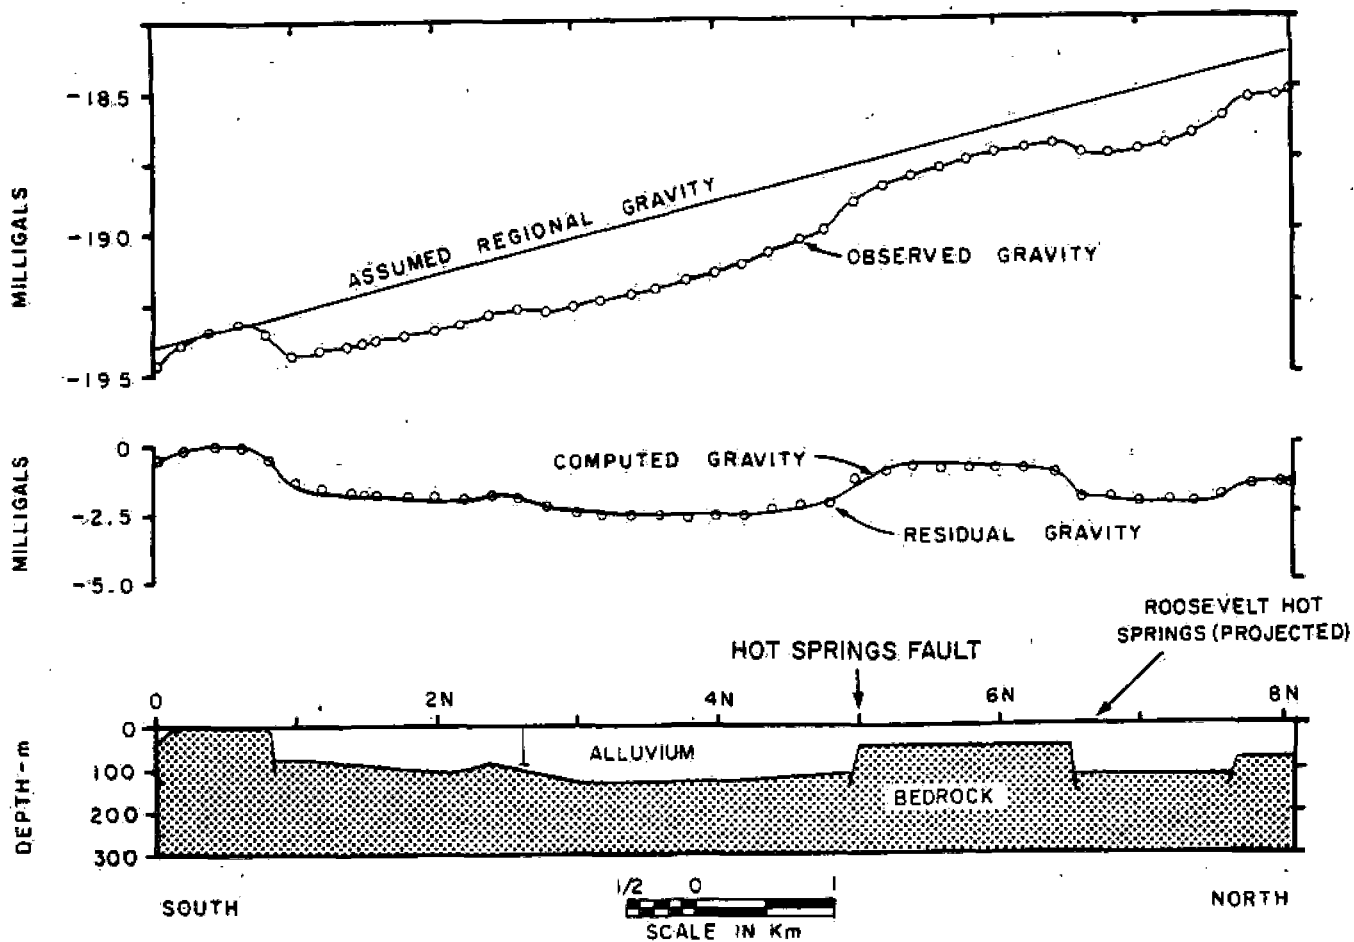 -18.5
-19.0
-19.5
MILLIGALS
ASSUMED REGIONAL GRAVITY
OBSERVED GRAVITY
0
-2.5
-5.0
MILLIGALS
COMPUTED GRAVITY
RESIDUAL GRAVITY
ROOSEVELT HOT
SPRINGS (PROJECTED)
HOT SPRINGS FAULT
0 2N 4N 6N 8N
0
100
200
300
DEPTH-m
ALLUVIUM
BEDROCK
SOUTH
NORTH
1/2 0 1
SCALE IN Km